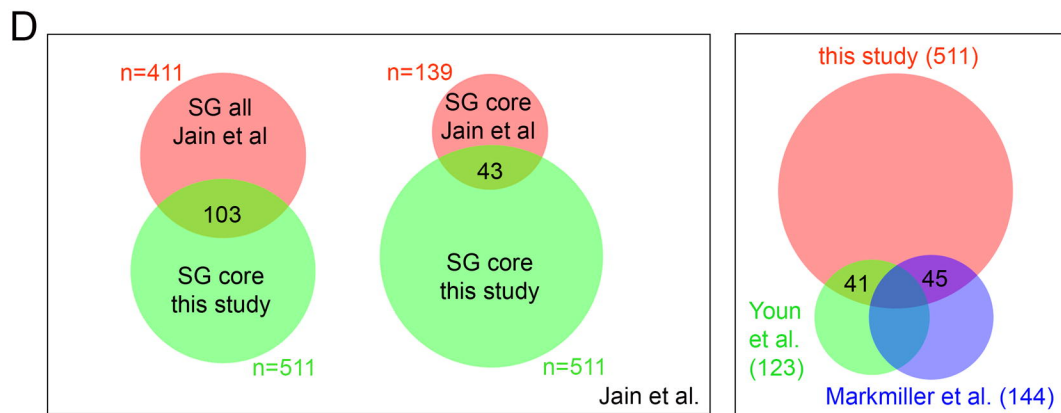 D
n=411
SG all
Jain et al
103
SG core
this study
n=511
n=139
SG core
Jain et al
43
SG core
this study
n=511
Jain et al.
this study (511)
41
45
Youn
et al.
(123)
Markmiller et al. (144)